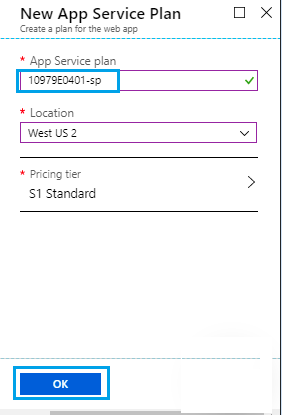 New App Service Plan
Create a plan for the web app
* App Service plan
10979E0401-sp
* Location
West US 2
* Pricing tier
S1 Standard
OK